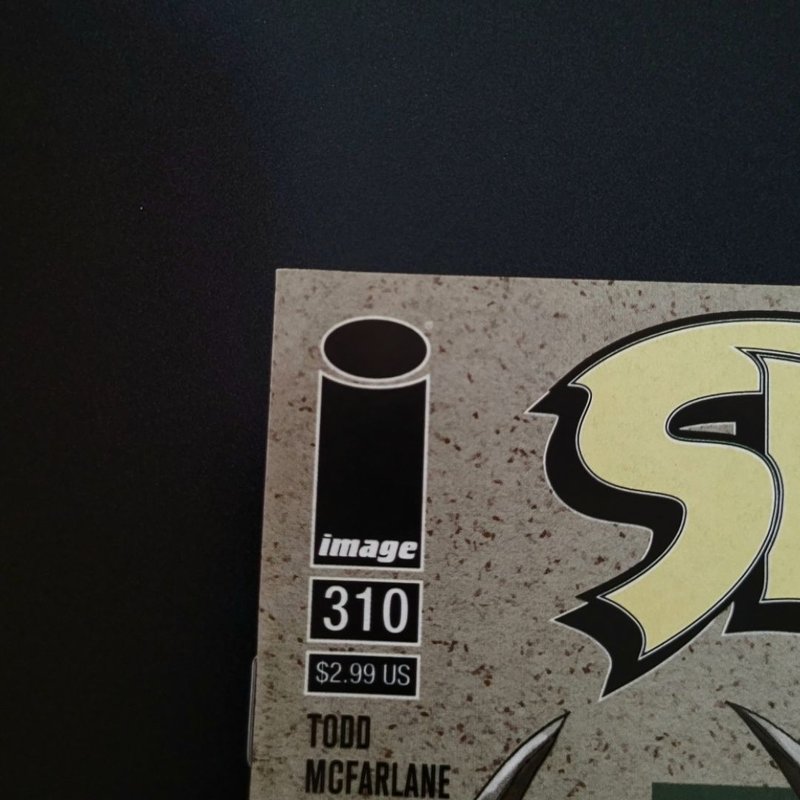 image
310
$2.99 US
TODD
MCFARLANE